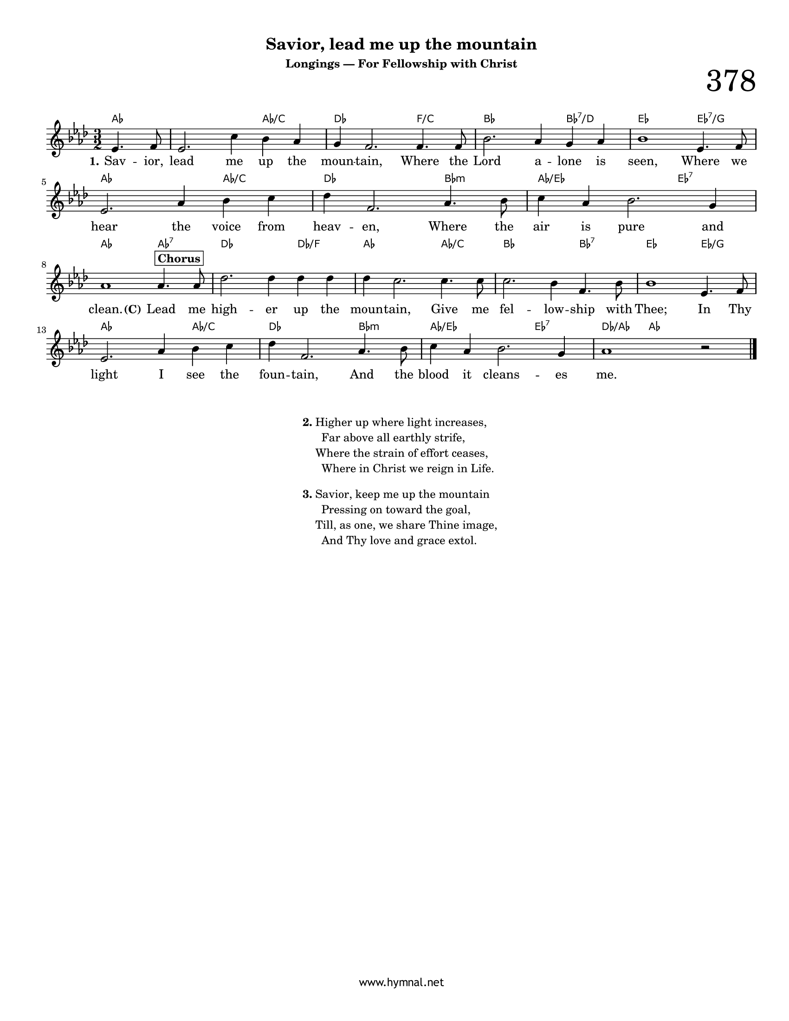 Savior, lead me up the mountain
Longings — For Fellowship with Christ
378
A♭ A♭/C D♭ F/C B♭ B♭7/D E♭ E♭7/G
3
2
1. Sav - ior, lead me up the moun-tain, Where the Lord a - lone is seen, Where we
5
A♭ A♭/C D♭ B♭m A♭/E♭ E♭7
hear the voice from heav - en, Where the air is pure and
8
A♭ A♭7 D♭ D♭/F A♭ A♭/C B♭ B♭7 E♭ E♭/G
Chorus
clean.(C) Lead me high - er up the moun-tain, Give me fel - low-ship with Thee; In Thy
13
A♭ A♭/C D♭ B♭m A♭/E♭ E♭7 D♭/A♭ A♭
light I see the foun-tain, And the blood it cleans - es me.
2. Higher up where light increases,
Far above all earthly strife,
Where the strain of effort ceases,
Where in Christ we reign in Life.
3. Savior, keep me up the mountain
Pressing on toward the goal,
Till, as one, we share Thine image,
And Thy love and grace extol.
www.hymnal.net